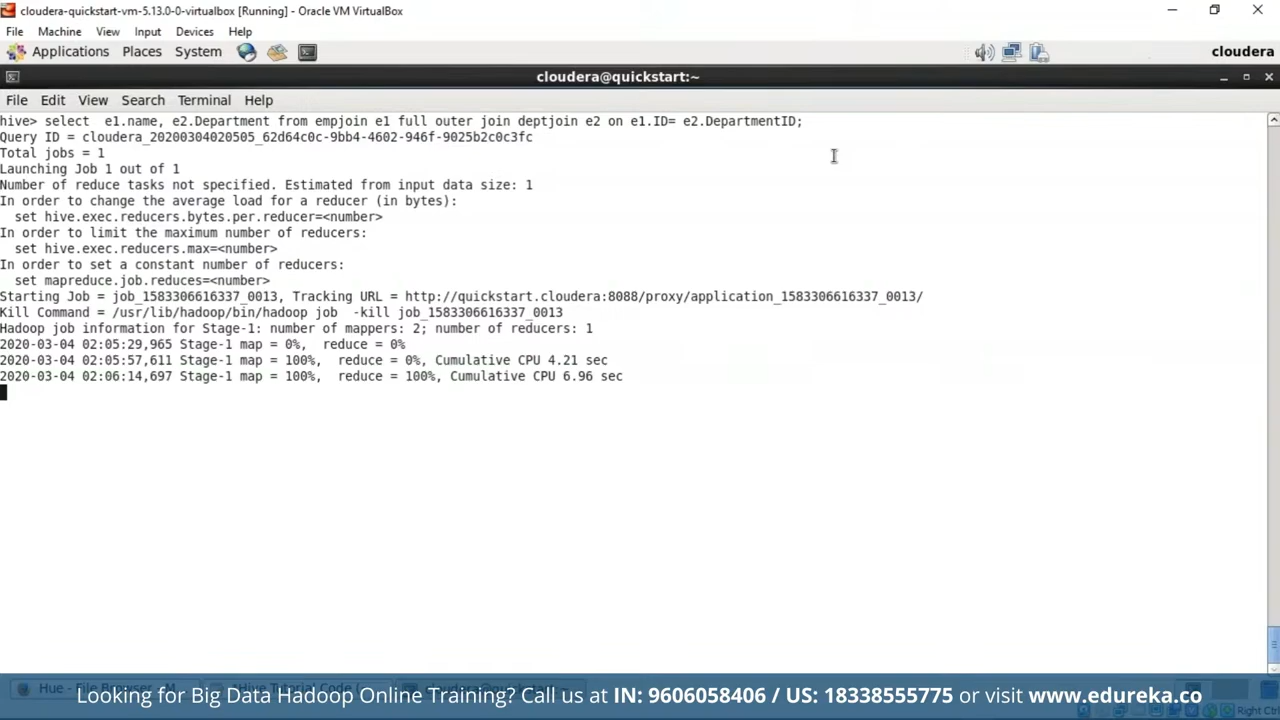 cloudera-quickstart-vm-5.13.0-0-virtualbox [Running] - Oracle VM VirtualBox
File Machine View Input Devices Help
Applications Places System cloudera
cloudera@quickstart:~
File Edit View Search Terminal Help
hive> select  e1.name, e2.Department from empjoin e1 full outer join deptjoin e2 on e1.ID= e2.DepartmentID;
Query ID = cloudera_20200304020505_62d64c0c-9bb4-4602-946f-9025b2c0c3fc
Total jobs = 1
Launching Job 1 out of 1
Number of reduce tasks not specified. Estimated from input data size: 1
In order to change the average load for a reducer (in bytes):
  set hive.exec.reducers.bytes.per.reducer=<number>
In order to limit the maximum number of reducers:
  set hive.exec.reducers.max=<number>
In order to set a constant number of reducers:
  set mapreduce.job.reduces=<number>
Starting Job = job_1583306616337_0013, Tracking URL = http://quickstart.cloudera:8088/proxy/application_1583306616337_0013/
Kill Command = /usr/lib/hadoop/bin/hadoop job  -kill job_1583306616337_0013
Hadoop job information for Stage-1: number of mappers: 2; number of reducers: 1
2020-03-04 02:05:29,965 Stage-1 map = 0%,  reduce = 0%
2020-03-04 02:05:57,611 Stage-1 map = 100%,  reduce = 0%, Cumulative CPU 4.21 sec
2020-03-04 02:06:14,697 Stage-1 map = 100%,  reduce = 100%, Cumulative CPU 6.96 sec
Looking for Big Data Hadoop Online Training? Call us at IN: 9606058406 / US: 18338555775 or visit www.edureka.co
Right Ctrl